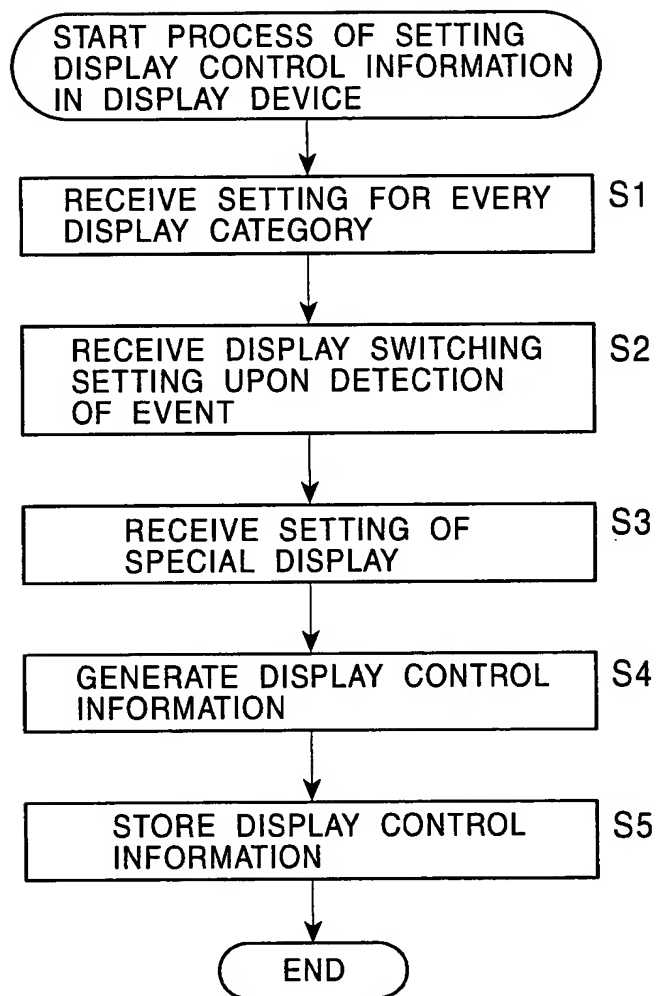 START PROCESS OF SETTING
DISPLAY CONTROL INFORMATION
IN DISPLAY DEVICE
RECEIVE SETTING FOR EVERY
DISPLAY CATEGORY
S1
RECEIVE DISPLAY SWITCHING
SETTING UPON DETECTION
OF EVENT
S2
RECEIVE SETTING OF
SPECIAL DISPLAY
S3
GENERATE DISPLAY CONTROL
INFORMATION
S4
STORE DISPLAY CONTROL
INFORMATION
S5
END